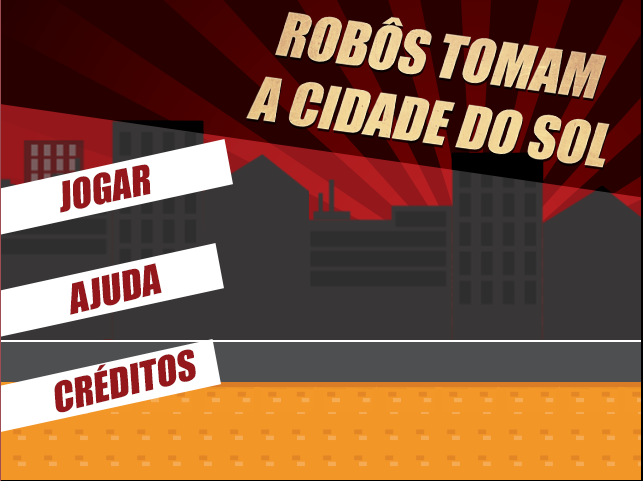 ROBÔS TOMAM
A CIDADE DO SOL
JOGAR
AJUDA
CRÉDITOS